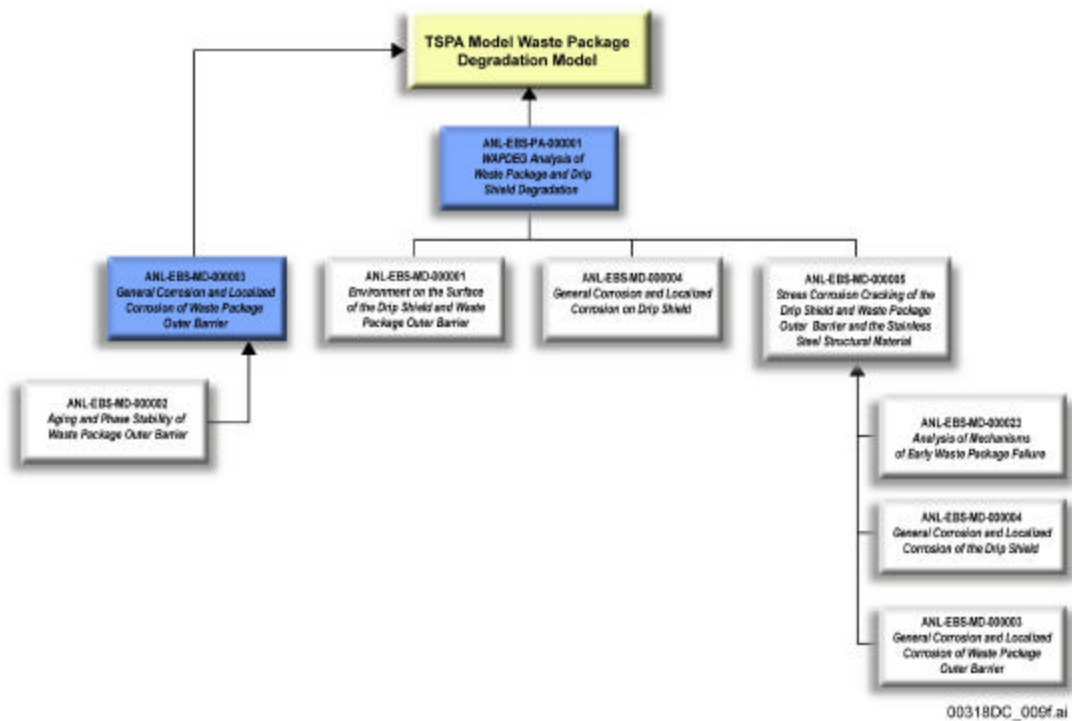 TSPA Model Waste Package
Degradation Model
ANL-EBS-PA-000001
WAPDEG Analysis of
Waste Package and Drip
Shield Degradation
ANL-EBS-MD-000003
General Corrosion and Localized
Corrosion of Waste Package
Outer Barrier
ANL-EBS-MD-000001
Environment on the Surface
of the Drip Shield and Waste
Package Outer Barrier
ANL-EBS-MD-000004
General Corrosion and Localized
Corrosion on Drip Shield
ANL-EBS-MD-000005
Stress Corrosion Cracking of the
Drip Shield and Waste Package
Outer Barrier and the Stainless
Steel Structural Material
ANL-EBS-MD-000002
Aging and Phase Stability of
Waste Package Outer Barrier
ANL-EBS-MD-000023
Analysis of Mechanisms
of Early Waste Package Failure
ANL-EBS-MD-000004
General Corrosion and Localized
Corrosion of the Drip Shield
ANL-EBS-MD-000003
General Corrosion and Localized
Corrosion of Waste Package
Outer Barrier
00318DC_009f.ai